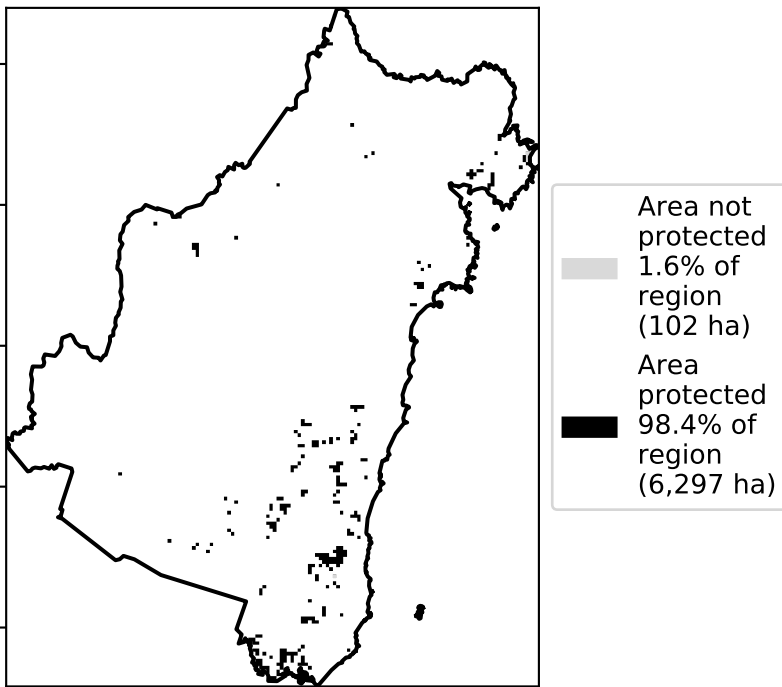 Area not
protected
1.6% of
region
(102 ha)
Area
protected
98.4% of
region
(6,297 ha)